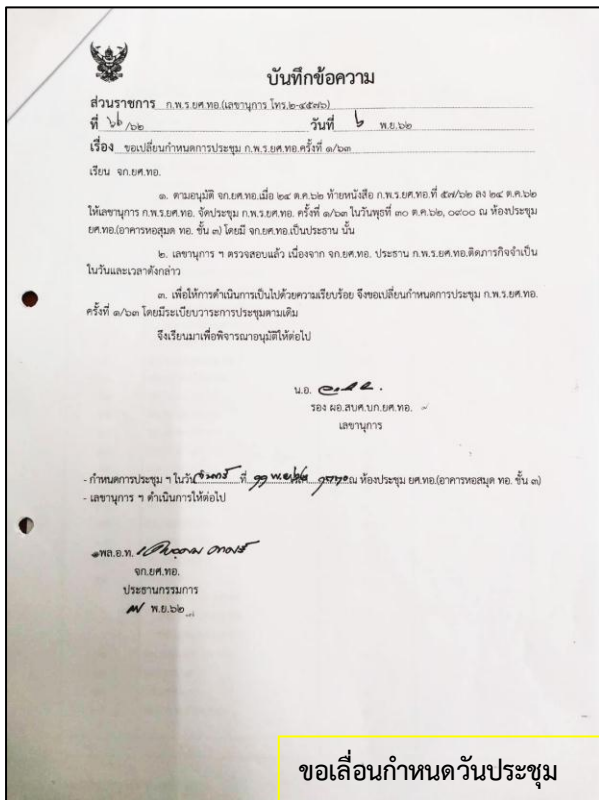 บันทึกข้อความ
ส่วนราชการ ก.พ.ร.ยศ.ทอ.(เลขานุการ โทร.๒-๔๕๗๖)
ที่ ๖๖/๖๒ วันที่ ๖ พ.ย.๖๒
เรื่อง ขอเปลี่ยนกำหนดการประชุม ก.พ.ร.ยศ.ทอ.ครั้งที่ ๑/๖๓
เรียน จก.ยศ.ทอ.
๑. ตามอนุมัติ จก.ยศ.ทอ.เมื่อ ๒๔ ต.ค.๖๒ ท้ายหนังสือ ก.พ.ร.ยศ.ทอ.ที่ ๕๗/๖๒ ลง ๒๔ ต.ค.๖๒
ให้เลขานุการ ก.พ.ร.ยศ.ทอ. จัดประชุม ก.พ.ร.ยศ.ทอ. ครั้งที่ ๑/๖๓ ในวันพุธที่ ๓๐ ต.ค.๖๒, ๐๙๐๐ ณ ห้องประชุม
ยศ.ทอ.(อาคารหอสมุด ทอ. ชั้น ๓) โดยมี จก.ยศ.ทอ.เป็นประธาน นั้น
๒. เลขานุการ ฯ ตรวจสอบแล้ว เนื่องจาก จก.ยศ.ทอ. ประธาน ก.พ.ร.ยศ.ทอ.ติดภารกิจจำเป็น
ในวันและเวลาดังกล่าว
๓. เพื่อให้การดำเนินการเป็นไปด้วยความเรียบร้อย จึงขอเปลี่ยนกำหนดการประชุม ก.พ.ร.ยศ.ทอ.
ครั้งที่ ๑/๖๓ โดยมีระเบียบวาระการประชุมตามเดิม
จึงเรียนมาเพื่อพิจารณาอนุมัติให้ต่อไป
น.อ.
รอง ผอ.สบศ.บก.ยศ.ทอ.
เลขานุการ
- กำหนดการประชุม ฯ ในวัน จันทร์ ที่ ๑๑ พ.ย.๖๒ ณ ห้องประชุม ยศ.ทอ.(อาคารหอสมุด ทอ. ชั้น ๓)
- เลขานุการ ฯ ดำเนินการให้ต่อไป
พล.อ.ท.
จก.ยศ.ทอ.
ประธานกรรมการ
พ.ย.๖๒
ขอเลื่อนกำหนดวันประชุม